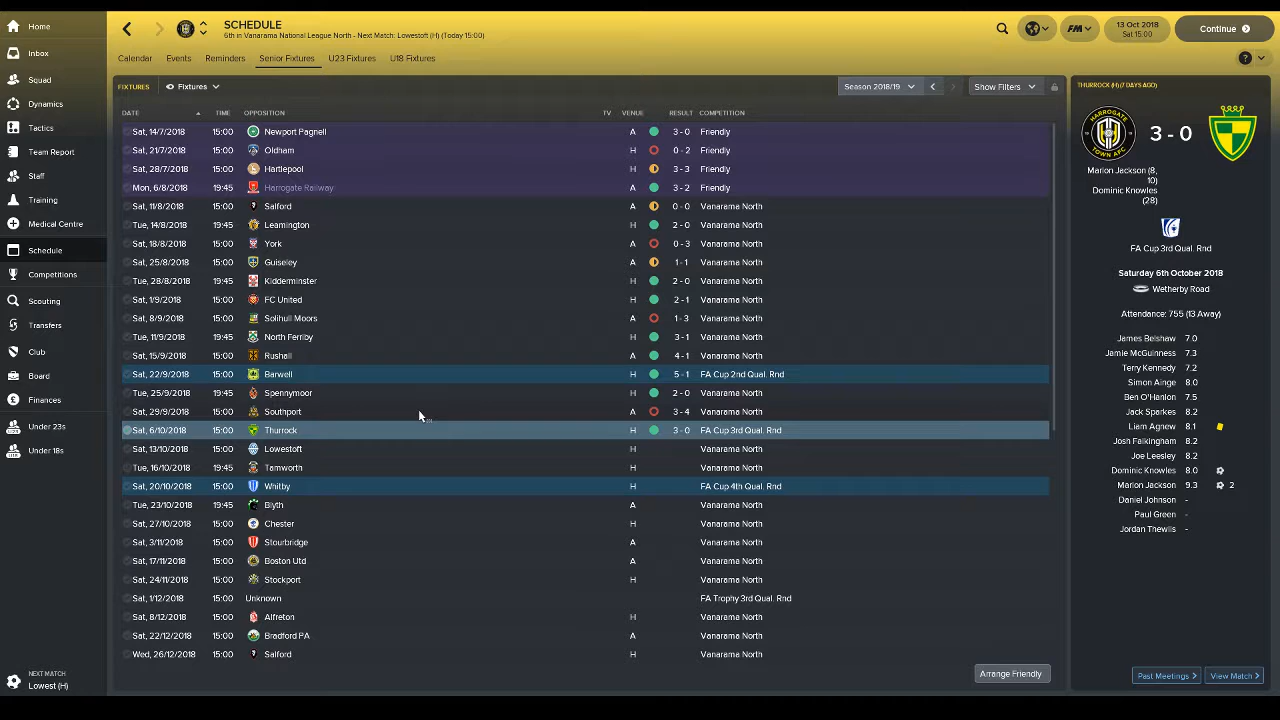 SCHEDULE
6th in Vanarama National League North - Next Match: Lowestoft (H) (Today 15:00)
FM
13 Oct 2018
Sat 15:00
Continue
Home
Inbox
Squad
Dynamics
Tactics
Team Report
Staff
Training
Medical Centre
Schedule
Competitions
Scouting
Transfers
Club
Board
Finances
Under 23s
Under 18s
NEXT MATCH
Lowest (H)
Calendar Events Reminders Senior Fixtures U23 Fixtures U18 Fixtures
?
FIXTURES Fixtures Season 2018/19 Show Filters
DATE TIME OPPOSITION TV VENUE RESULT COMPETITION
Sat, 14/7/2018 15:00 Newport Pagnell A 3 - 0 Friendly
Sat, 21/7/2018 15:00 Oldham H 0 - 2 Friendly
Sat, 28/7/2018 15:00 Hartlepool H 3 - 3 Friendly
Mon, 6/8/2018 19:45 Harrogate Railway A 3 - 2 Friendly
Sat, 11/8/2018 15:00 Salford A 0 - 0 Vanarama North
Tue, 14/8/2018 19:45 Leamington H 2 - 0 Vanarama North
Sat, 18/8/2018 15:00 York A 0 - 3 Vanarama North
Sat, 25/8/2018 15:00 Guiseley A 1 - 1 Vanarama North
Tue, 28/8/2018 19:45 Kidderminster H 2 - 0 Vanarama North
Sat, 1/9/2018 15:00 FC United H 2 - 1 Vanarama North
Sat, 8/9/2018 15:00 Solihull Moors A 1 - 3 Vanarama North
Tue, 11/9/2018 19:45 North Ferriby H 3 - 1 Vanarama North
Sat, 15/9/2018 15:00 Rushall A 4 - 1 Vanarama North
Sat, 22/9/2018 15:00 Barwell H 5 - 1 FA Cup 2nd Qual. Rnd
Tue, 25/9/2018 19:45 Spennymoor H 2 - 0 Vanarama North
Sat, 29/9/2018 15:00 Southport A 3 - 4 Vanarama North
Sat, 6/10/2018 15:00 Thurrock H 3 - 0 FA Cup 3rd Qual. Rnd
Sat, 13/10/2018 15:00 Lowestoft H Vanarama North
Tue, 16/10/2018 19:45 Tamworth H Vanarama North
Sat, 20/10/2018 15:00 Whitby H FA Cup 4th Qual. Rnd
Tue, 23/10/2018 19:45 Blyth A Vanarama North
Sat, 27/10/2018 15:00 Chester H Vanarama North
Sat, 3/11/2018 15:00 Stourbridge A Vanarama North
Sat, 17/11/2018 15:00 Boston Utd A Vanarama North
Sat, 24/11/2018 15:00 Stockport H Vanarama North
Sat, 1/12/2018 15:00 Unknown FA Trophy 3rd Qual. Rnd
Sat, 8/12/2018 15:00 Alfreton H Vanarama North
Sat, 22/12/2018 15:00 Bradford PA A Vanarama North
Wed, 26/12/2018 15:00 Salford H Vanarama North
Arrange Friendly
THURROCK (H) (7 DAYS AGO)
HARROGATE
TOWN AFC
3 - 0
Marion Jackson (8,
10)
Dominic Knowles
(28)
FA Cup 3rd Qual. Rnd
Saturday 6th October 2018
Wetherby Road
Attendance: 755 (13 Away)
James Belshaw 7.0
Jamie McGuinness 7.3
Terry Kennedy 7.2
Simon Ainge 8.0
Ben O'Hanlon 7.5
Jack Sparkes 8.2
Liam Agnew 8.1
Josh Falkingham 8.2
Joe Leesley 8.2
Dominic Knowles 8.0
Marion Jackson 9.3 2
Daniel Johnson -
Paul Green -
Jordan Thewlis -
Past Meetings View Match